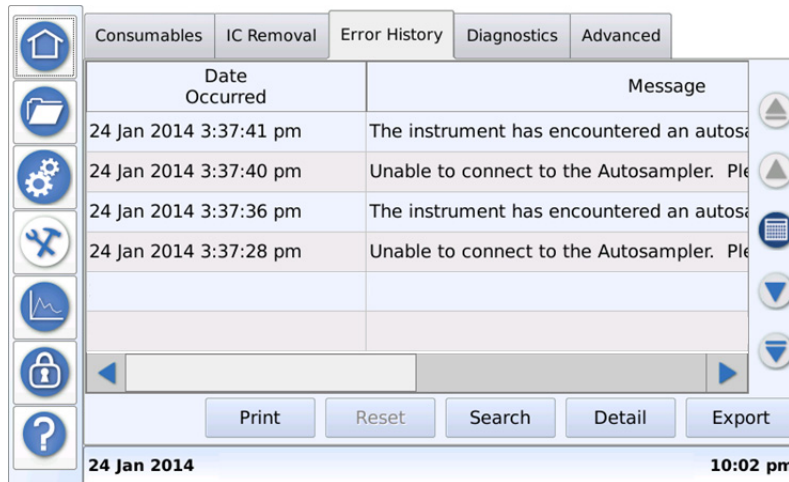 Consumables IC Removal Error History Diagnostics Advanced
Date
Occurred
Message
24 Jan 2014 3:37:41 pm The instrument has encountered an autosa
24 Jan 2014 3:37:40 pm Unable to connect to the Autosampler. Ple
24 Jan 2014 3:37:36 pm The instrument has encountered an autosa
24 Jan 2014 3:37:28 pm Unable to connect to the Autosampler. Ple
Print Reset Search Detail Export
?
24 Jan 2014 10:02 pm